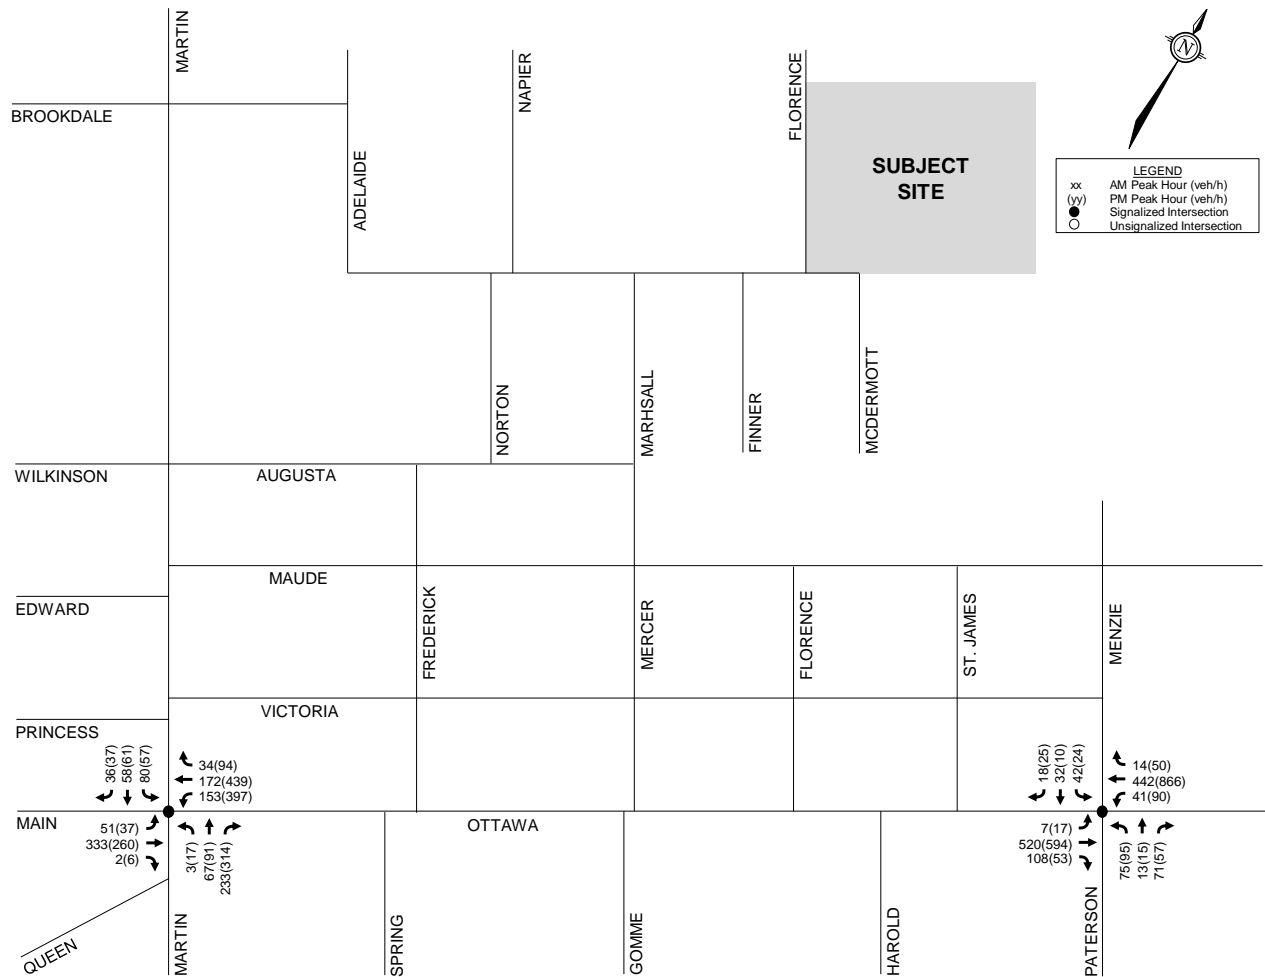 MARTIN
NAPIER
FLORENCE
N
BROOKDALE
ADELAIDE
SUBJECT
SITE
LEGEND
xx AM Peak Hour (veh/h)
(yy) PM Peak Hour (veh/h)
Signalized Intersection
Unsignalized Intersection
NORTON
MARHSALL
FINNER
MCDERMOTT
WILKINSON
AUGUSTA
MAUDE
EDWARD
FREDERICK
MERCER
FLORENCE
ST. JAMES
MENZIE
VICTORIA
PRINCESS
36(37)
58(61)
80(57)
34(94)
172(439)
153(397)
18(25)
32(10)
42(24)
14(50)
442(866)
41(90)
MAIN
OTTAWA
51(37)
333(260)
2(6)
3(17)
67(91)
233(314)
7(17)
520(594)
108(53)
75(95)
13(15)
71(57)
QUEEN
MARTIN
SPRING
GOMME
HAROLD
PATERSON